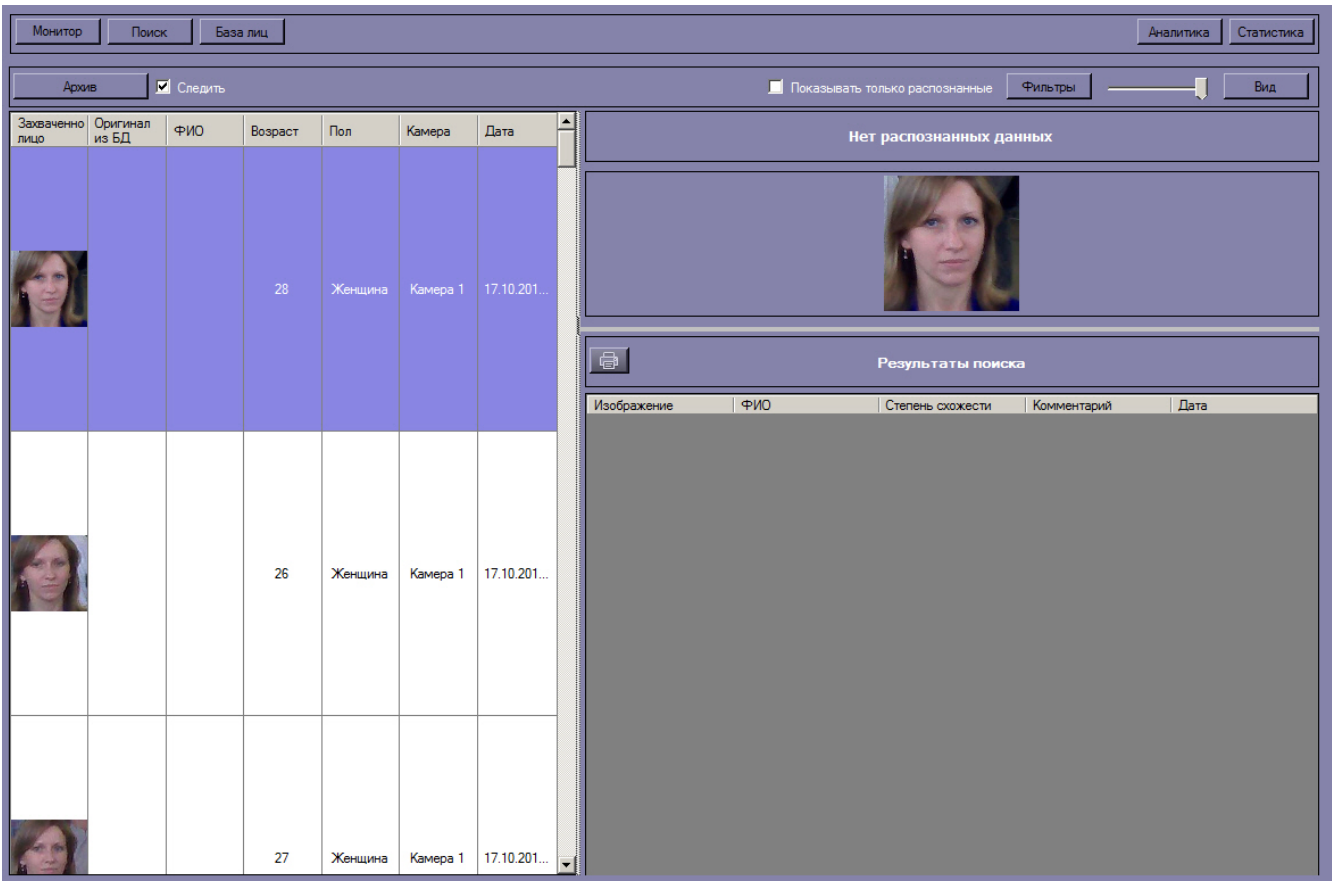 Монитор Поиск База лиц Аналитика Статистика
Архив Следить Показывать только распознанные Фильтры Вид
Захваченно Оригинал ФИО Возраст Пол Камера Дата
лицо из БД
Нет распознанных данных
28 Женщина Камера 1 17.10.201...
Результаты поиска
Изображение ФИО Степень схожести Комментарий Дата
26 Женщина Камера 1 17.10.201...
27 Женщина Камера 1 17.10.201...